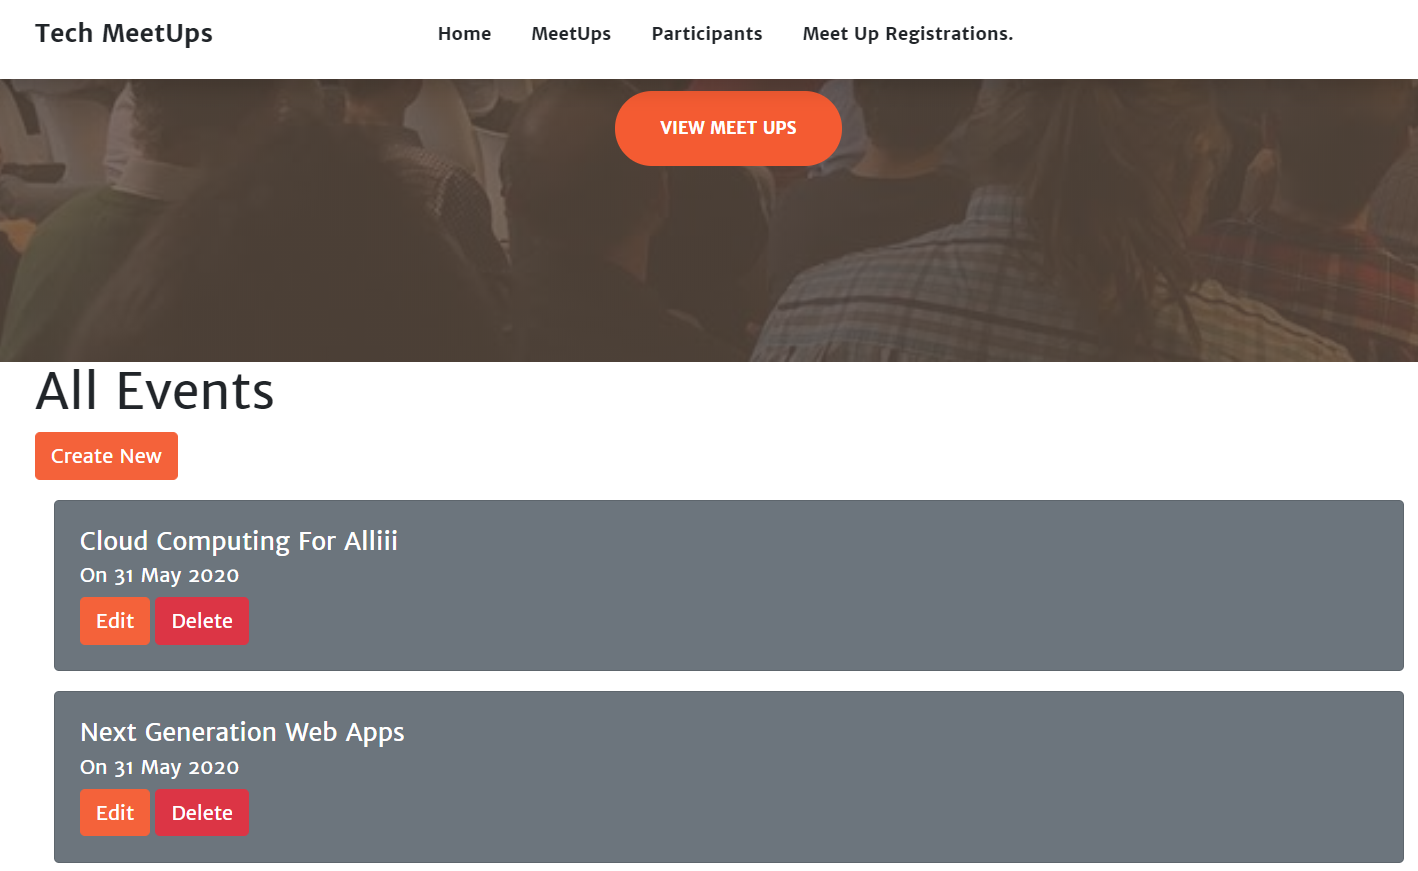 Tech MeetUps
Home MeetUps Participants Meet Up Registrations.
VIEW MEET UPS
All Events
Create New
Cloud Computing For Alliii
On 31 May 2020
Edit Delete
Next Generation Web Apps
On 31 May 2020
Edit Delete